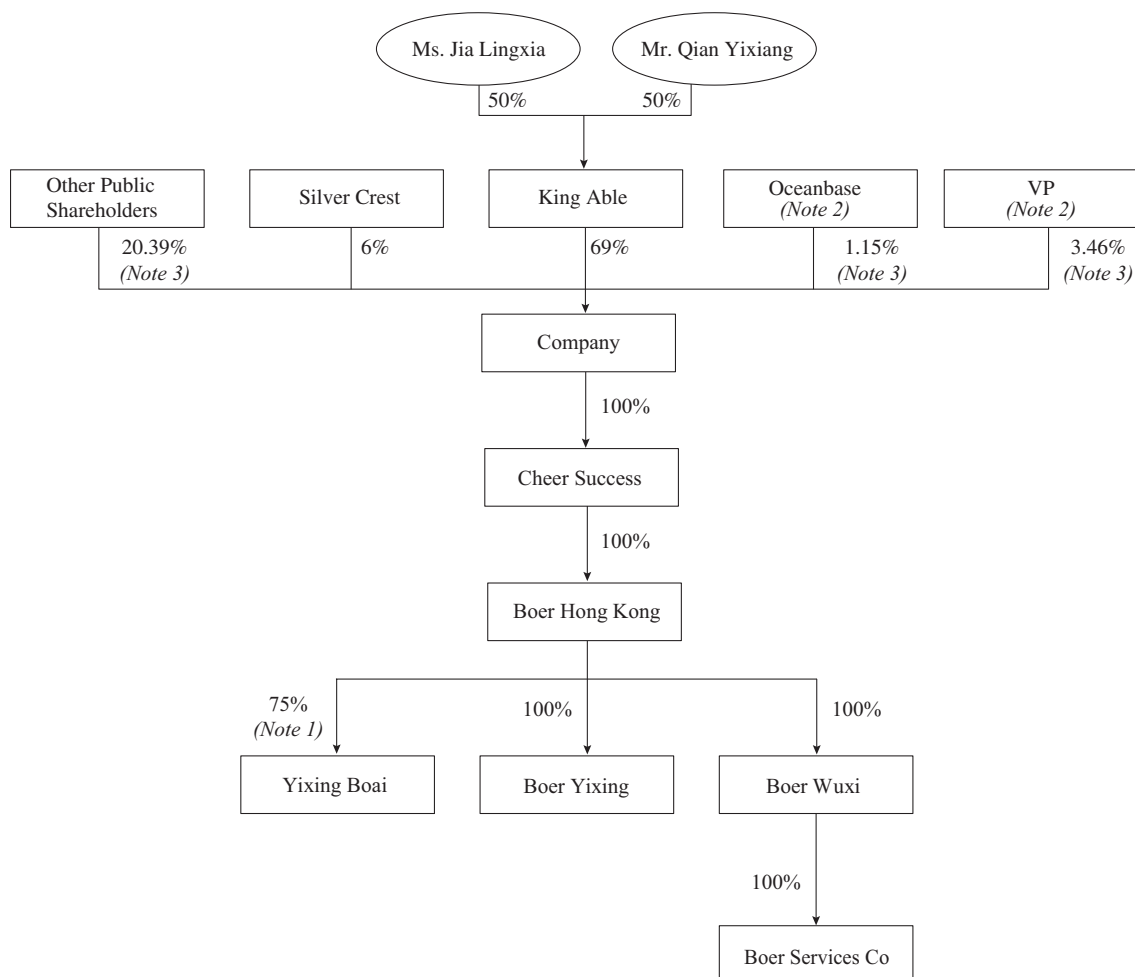 Ms. Jia Lingxia
Mr. Qian Yixiang
50%
50%
Other Public
Shareholders
Silver Crest
King Able
Oceanbase
(Note 2)
VP
(Note 2)
20.39%
(Note 3)
6%
69%
1.15%
(Note 3)
3.46%
(Note 3)
Company
100%
Cheer Success
100%
Boer Hong Kong
75%
(Note 1)
100%
100%
Yixing Boai
Boer Yixing
Boer Wuxi
100%
Boer Services Co